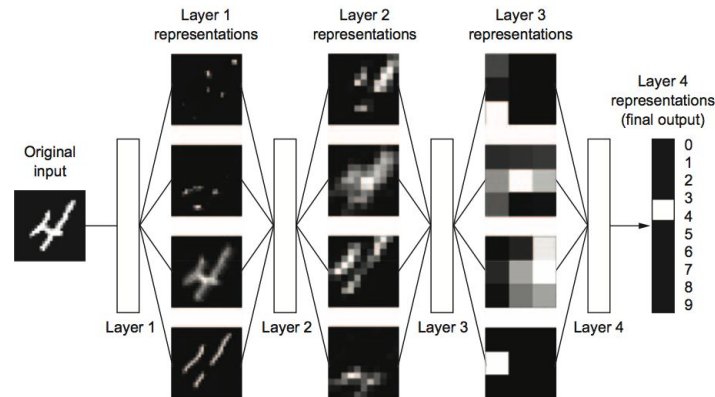 Layer 1
representations
Layer 2
representations
Layer 3
representations
Layer 4
representations
(final output)
Original
input
0
1
2
3
4
5
6
7
8
9
Layer 1
Layer 2
Layer 3
Layer 4